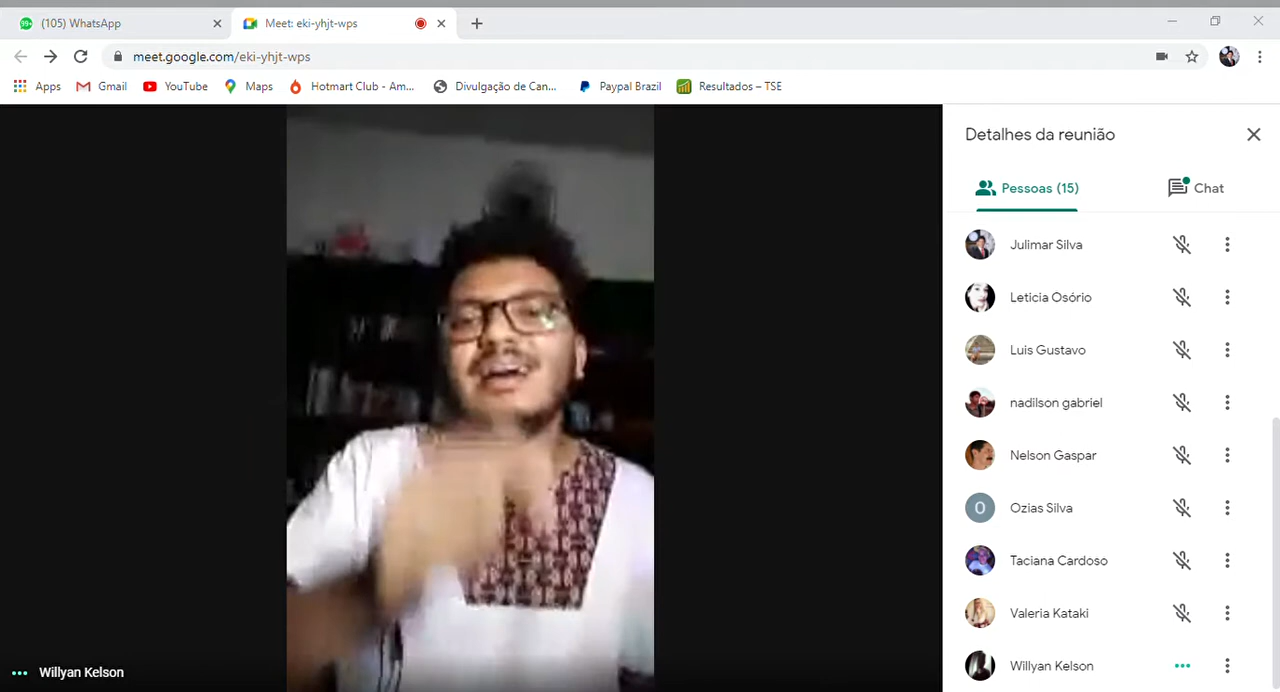 99+ (105) WhatsApp
Meet: eki-yhjt-wps
meet.google.com/eki-yhjt-wps
Apps
Gmail
YouTube
Maps
Hotmart Club - Am...
Divulgação de Can...
Paypal Brazil
Resultados – TSE
Detalhes da reunião
Pessoas (15)
Chat
Julimar Silva
Leticia Osório
Luis Gustavo
nadilson gabriel
Nelson Gaspar
O Ozias Silva
Taciana Cardoso
Valeria Kataki
Willyan Kelson
Willyan Kelson